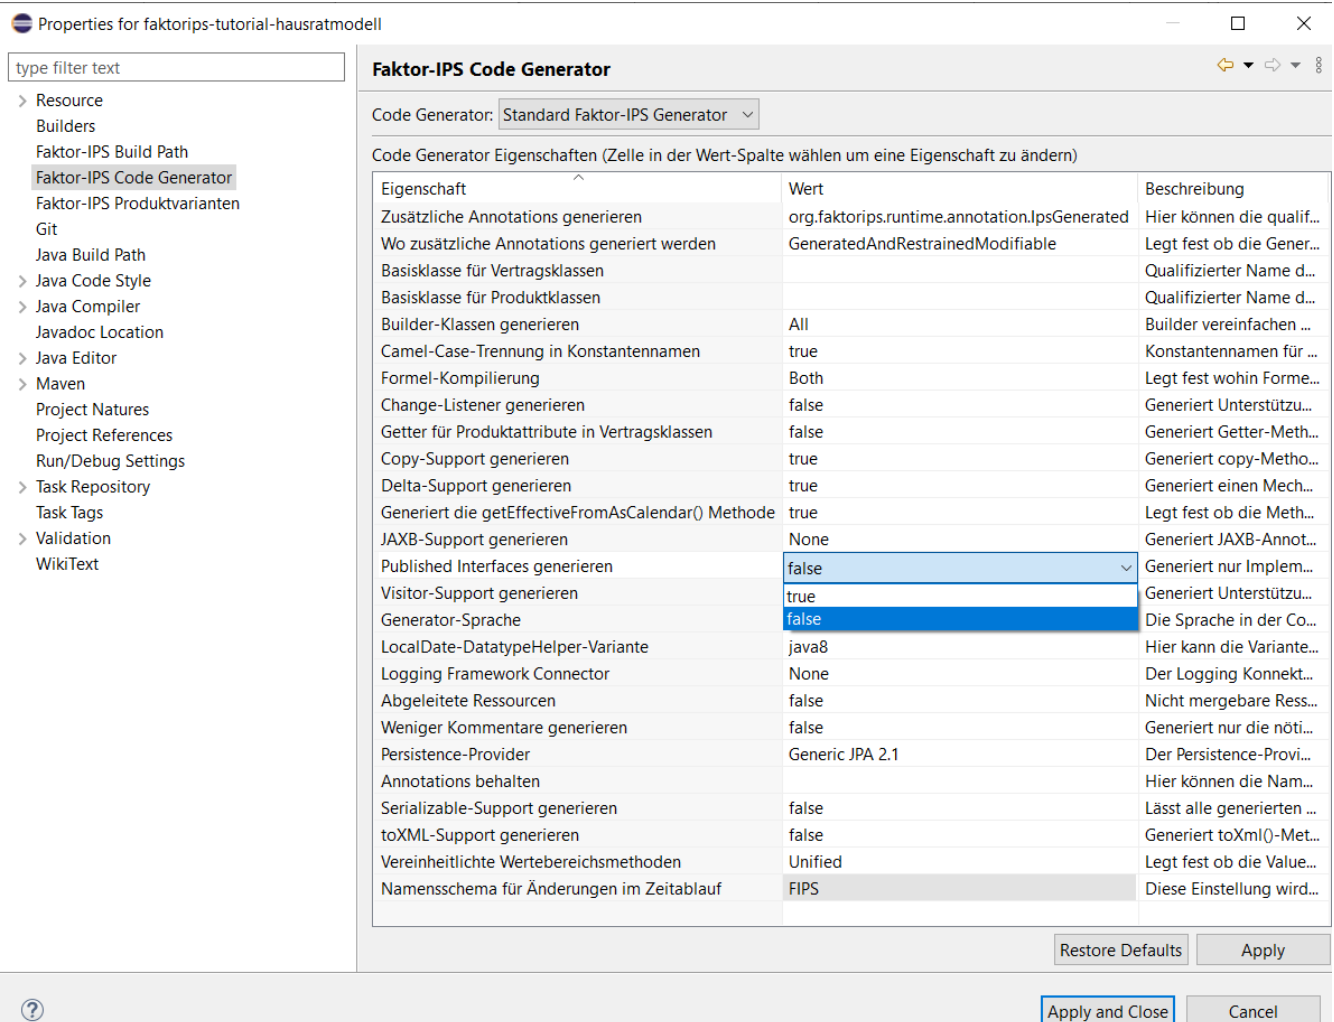 Properties for faktorips-tutorial-hausratmodell
type filter text
Resource
Builders
Faktor-IPS Build Path
Faktor-IPS Code Generator
Faktor-IPS Produktvarianten
Git
Java Build Path
Java Code Style
Java Compiler
Javadoc Location
Java Editor
Maven
Project Natures
Project References
Run/Debug Settings
Task Repository
Task Tags
Validation
WikiText
Faktor-IPS Code Generator
Code Generator: Standard Faktor-IPS Generator
Code Generator Eigenschaften (Zelle in der Wert-Spalte wählen um eine Eigenschaft zu ändern)
Eigenschaft Wert Beschreibung
Zusätzliche Annotations generieren org.faktorips.runtime.annotation.IpsGenerated Hier können die qualif...
Wo zusätzliche Annotations generiert werden GeneratedAndRestrainedModifiable Legt fest ob die Gener...
Basisklasse für Vertragsklassen Qualifizierter Name d...
Basisklasse für Produktklassen Qualifizierter Name d...
Builder-Klassen generieren All Builder vereinfachen ...
Camel-Case-Trennung in Konstantennamen true Konstantennamen für ...
Formel-Kompilierung Both Legt fest wohin Forme...
Change-Listener generieren false Generiert Unterstützu...
Getter für Produktattribute in Vertragsklassen false Generiert Getter-Meth...
Copy-Support generieren true Generiert copy-Metho...
Delta-Support generieren true Generiert einen Mech...
Generiert die getEffectiveFromAsCalendar() Methode true Legt fest ob die Meth...
JAXB-Support generieren None Generiert JAXB-Annot...
Published Interfaces generieren false Generiert nur Implem...
Visitor-Support generieren true Generiert Unterstützu...
Generator-Sprache false Die Sprache in der Co...
LocalDate-DatatypeHelper-Variante java8 Hier kann die Variante...
Logging Framework Connector None Der Logging Konnekt...
Abgeleitete Ressourcen false Nicht mergebare Ress...
Weniger Kommentare generieren false Generiert nur die nöti...
Persistence-Provider Generic JPA 2.1 Der Persistence-Provi...
Annotations behalten Hier können die Nam...
Serializable-Support generieren false Lässt alle generierten ...
toXML-Support generieren false Generiert toXml()-Met...
Vereinheitlichte Wertebereichsmethoden Unified Legt fest ob die Value...
Namensschema für Änderungen im Zeitablauf FIPS Diese Einstellung wird...
Restore Defaults Apply
? Apply and Close Cancel